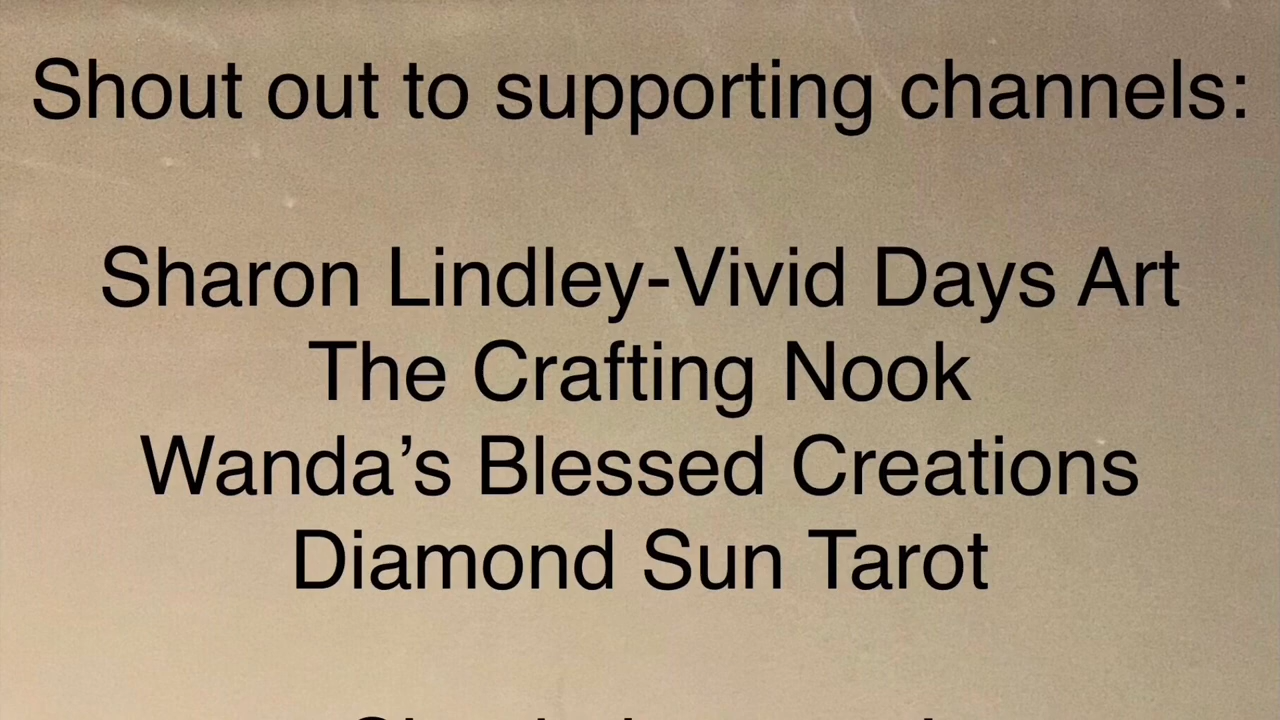 Shout out to supporting channels:
Sharon Lindley-Vivid Days Art
The Crafting Nook
Wanda’s Blessed Creations
Diamond Sun Tarot